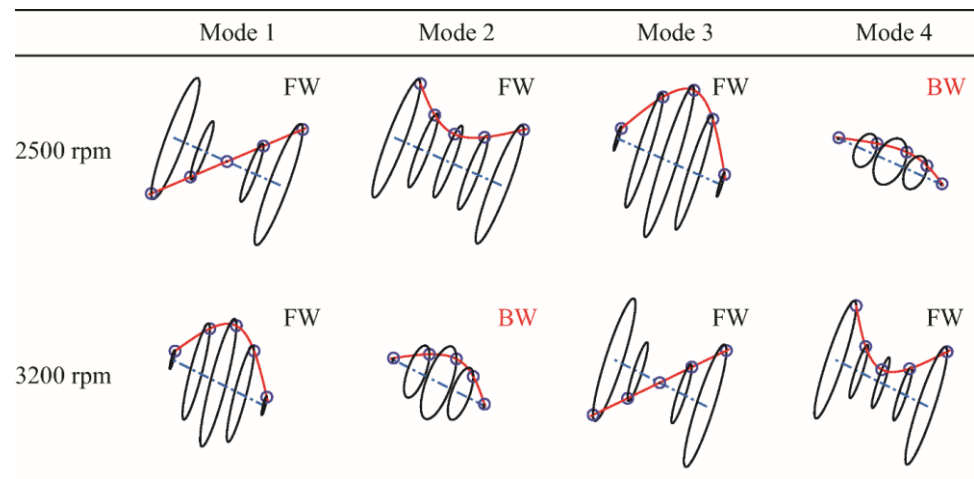 Mode 1 Mode 2 Mode 3 Mode 4
FW FW FW BW
2500 rpm
FW BW FW FW
3200 rpm